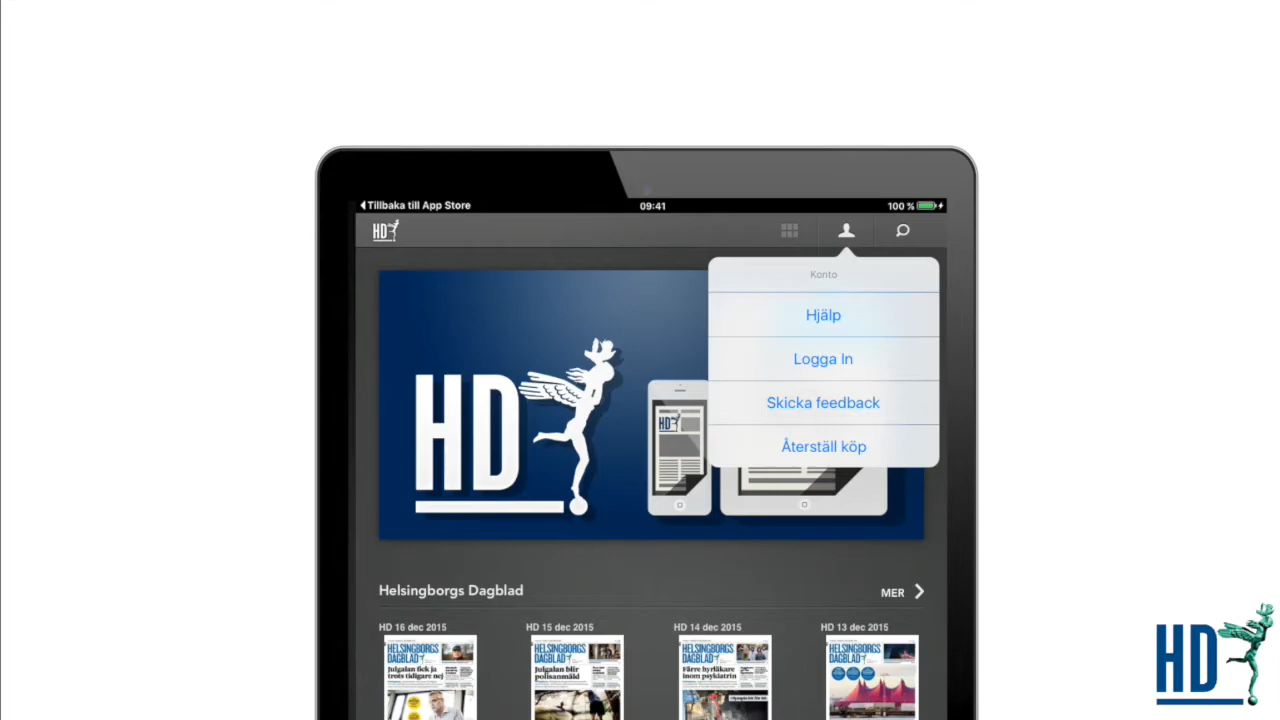 Tillbaka till App Store
09:41
100 %
HD
Konto
Hjälp
Logga In
Skicka feedback
Återställ köp
HD
HD
Helsingborgs Dagblad
MER
HD 16 dec 2015
HD 15 dec 2015
HD 14 dec 2015
HD 13 dec 2015
HELSINGBORGS
DAGBLAD
Julgalan fick ja
trots tidigare nej
HELSINGBORGS
DAGBLAD
Julgalan blir
polisanmäld
HELSINGBORGS
DAGBLAD
Färre hyrläkare
inom psykiatrin
HELSINGBORGS
DAGBLAD
HD